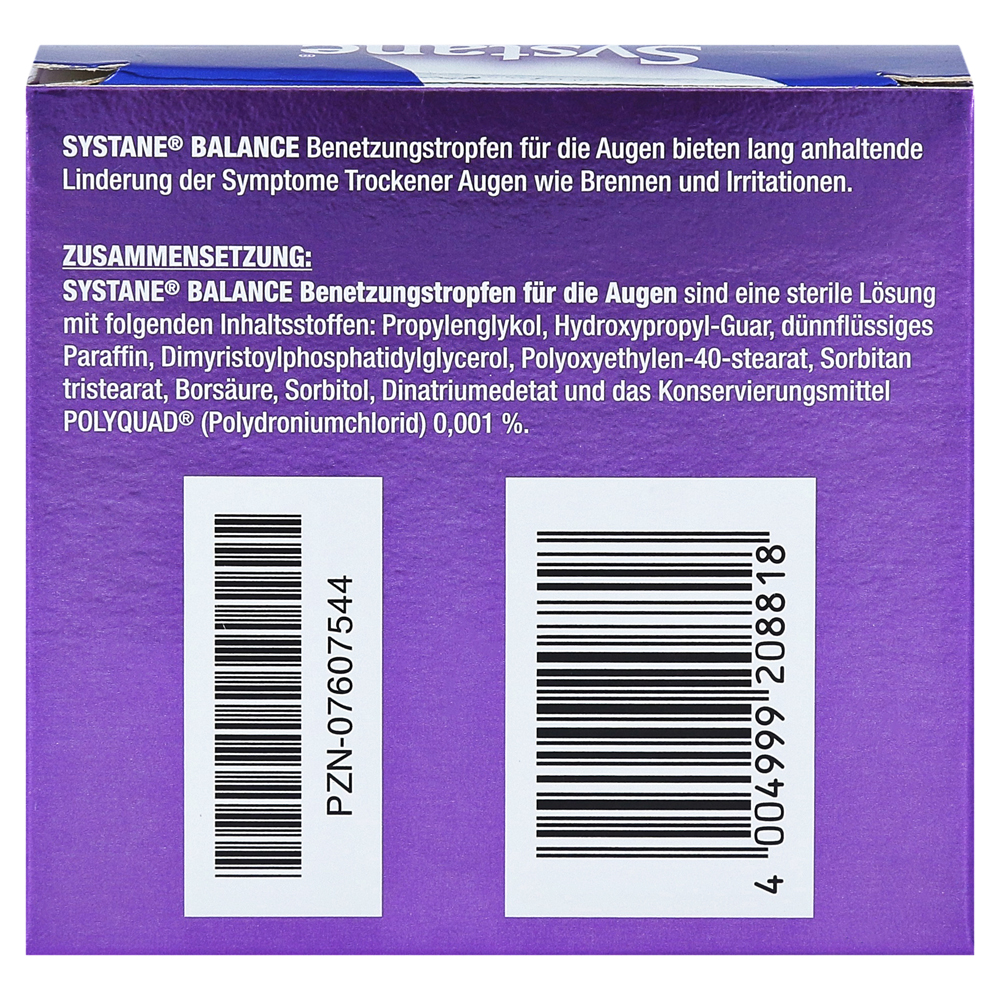 Systane®
SYSTANE® BALANCE Benetzungstropfen für die Augen bieten lang anhaltende
Linderung der Symptome Trockener Augen wie Brennen und Irritationen.
ZUSAMMENSETZUNG:
SYSTANE® BALANCE Benetzungstropfen für die Augen sind eine sterile Lösung
mit folgenden Inhaltsstoffen: Propylenglykol, Hydroxypropyl-Guar, dünnflüssiges
Paraffin, Dimyristoylphosphatidylglycerol, Polyoxyethylen-40-stearat, Sorbitan
tristearat, Borsäure, Sorbitol, Dinatriumedetat und das Konservierungsmittel
POLYQUAD® (Polydroniumchlorid) 0,001 %.
PZN-07607544
4 004999 208818